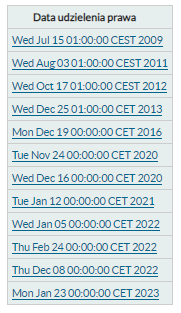 Data udzielenia prawa
Wed Jul 15 01:00:00 CEST 2009
Wed Aug 03 01:00:00 CEST 2011
Wed Oct 17 01:00:00 CEST 2012
Wed Dec 25 01:00:00 CET 2013
Mon Dec 19 00:00:00 CET 2016
Tue Nov 24 00:00:00 CET 2020
Wed Dec 16 00:00:00 CET 2020
Tue Jan 12 00:00:00 CET 2021
Wed Jan 05 00:00:00 CET 2022
Thu Feb 24 00:00:00 CET 2022
Thu Dec 08 00:00:00 CET 2022
Mon Jan 23 00:00:00 CET 2023